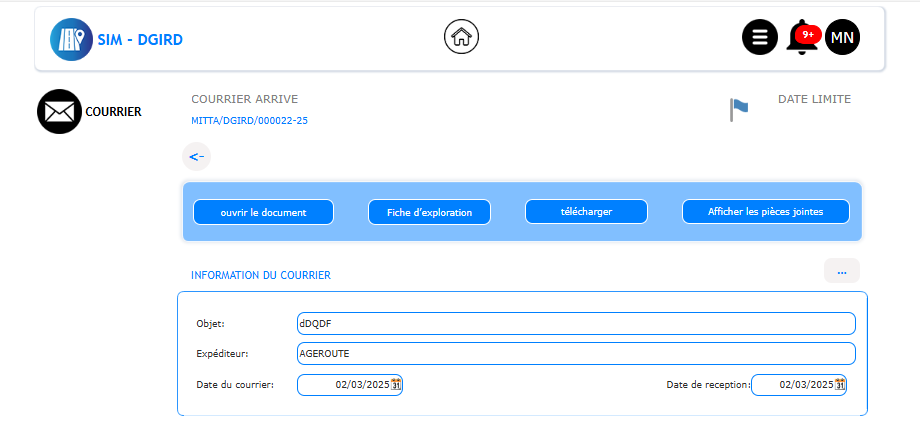 SIM - DGIRD
9+
MN
COURRIER
COURRIER ARRIVE
DATE LIMITE
MITTA/DGIRD/000022-25
<-
ouvrir le document
Fiche d'exploration
télécharger
Afficher les pièces jointes
INFORMATION DU COURRIER
...
Objet:
dDQDF
Expéditeur:
AGEROUTE
Date du courrier:
02/03/2025
31
Date de reception:
02/03/2025
31